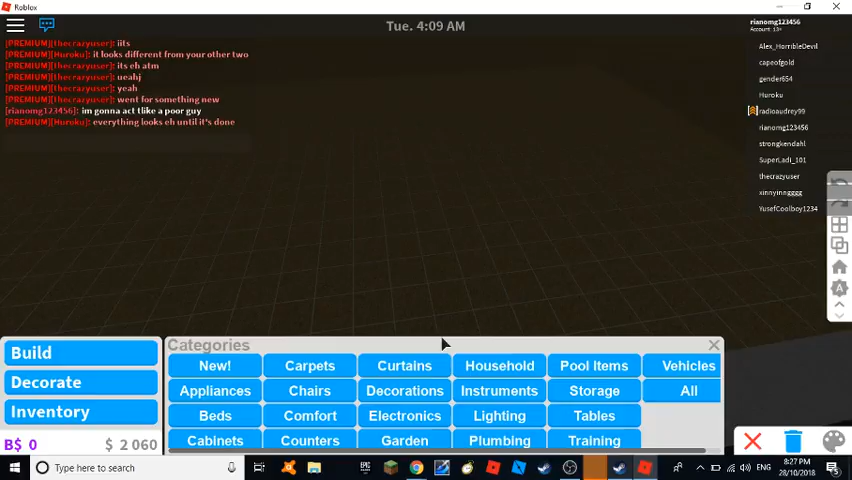 Roblox
Tue. 4:09 AM
[PREMIUM][thecrazyuser]: iits
[PREMIUM][Huroku]: it looks different from your other two
[PREMIUM][thecrazyuser]: its eh atm
[PREMIUM][thecrazyuser]: ueahj
[PREMIUM][thecrazyuser]: yeah
[PREMIUM][thecrazyuser]: went for something new
[rianomg123456]: im gonna act tlike a poor guy
[PREMIUM][Huroku]: everything looks eh until it's done
rianomg123456
Account: 13+
Alex_HorribleDevil
capeofgold
gender654
Huroku
radioaudrey99
rianomg123456
strongkendahl
SuperLadi_101
thecrazyuser
xinnyinngggg
YusefCoolboy1234
Build
Decorate
Inventory
B$ 0 $ 2 060
Categories
New! Carpets Curtains Household Pool Items Vehicles
Appliances Chairs Decorations Instruments Storage All
Beds Comfort Electronics Lighting Tables
Cabinets Counters Garden Plumbing Training
Type here to search
EPIC
ENG
8:27 PM
28/10/2018
5